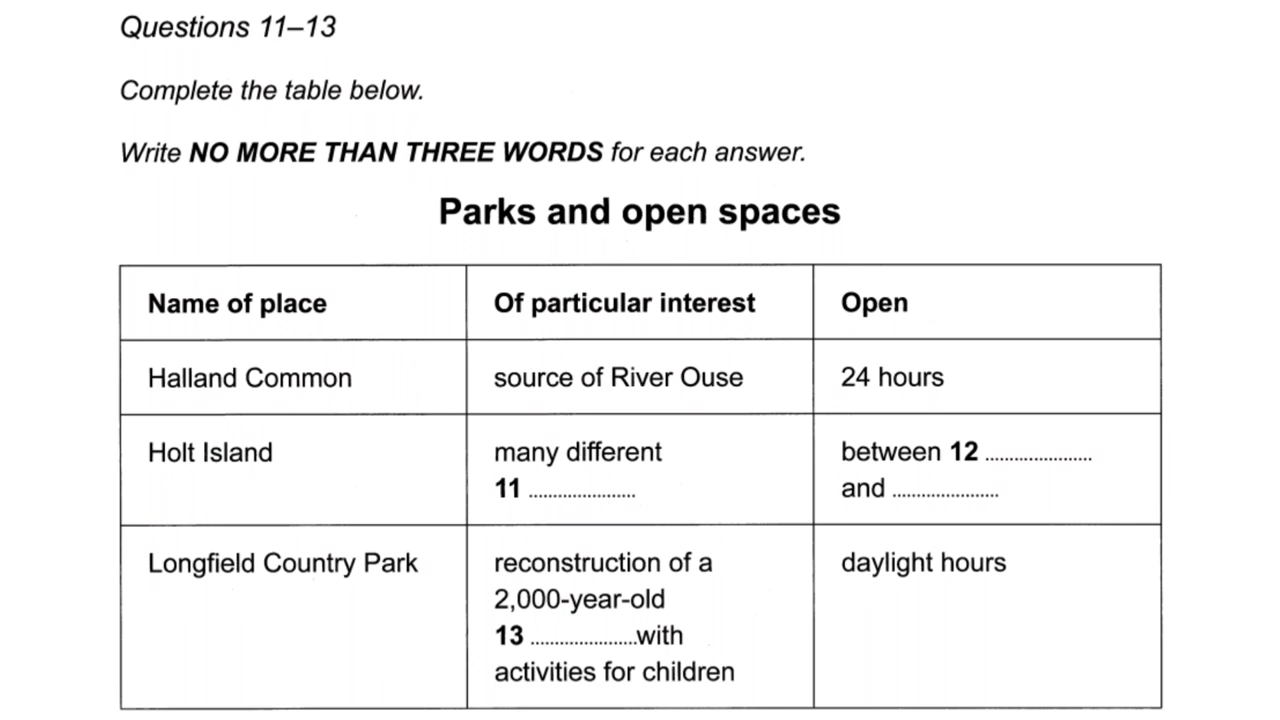 Questions 11–13
Complete the table below.
Write NO MORE THAN THREE WORDS for each answer.
Parks and open spaces
Name of place
Of particular interest
Open
Halland Common
source of River Ouse
24 hours
Holt Island
many different
11 ......................
between 12 ......................
and ......................
Longfield Country Park
reconstruction of a
2,000-year-old
13 ......................with
activities for children
daylight hours